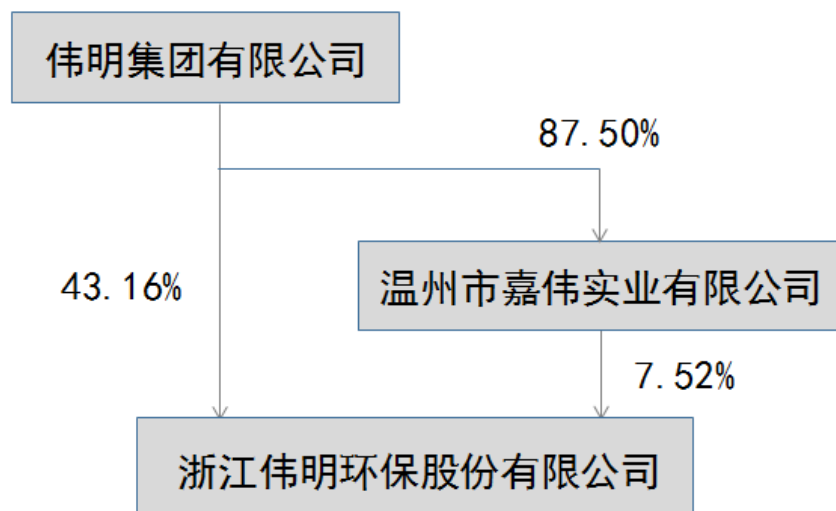 伟明集团有限公司
87.50%
43.16%
温州市嘉伟实业有限公司
7.52%
浙江伟明环保股份有限公司